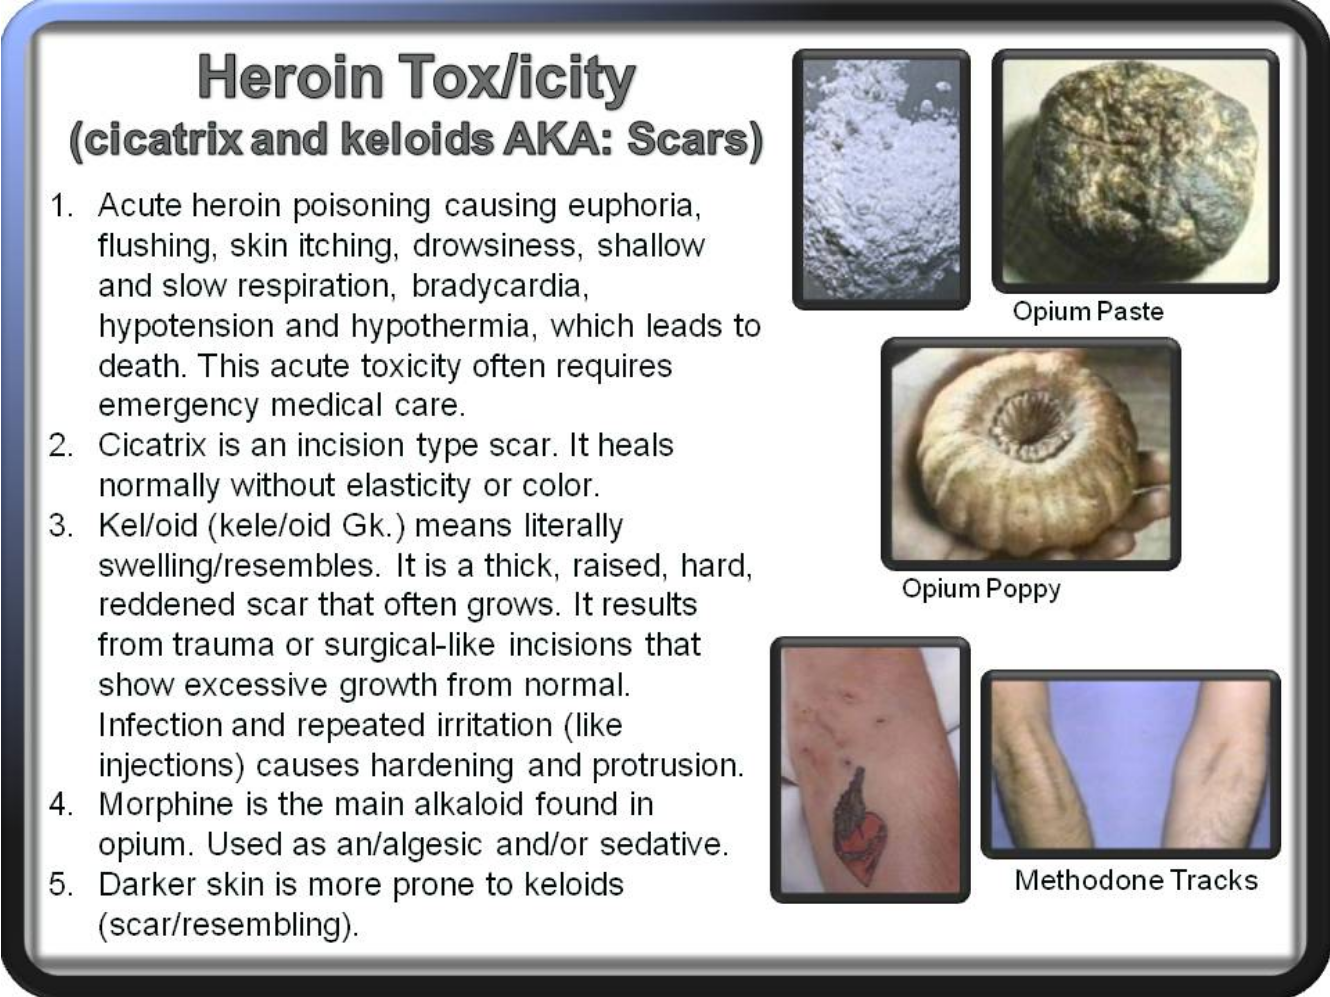 Heroin Tox/icity
(cicatrix and keloids AKA: Scars)
1. Acute heroin poisoning causing euphoria,
flushing, skin itching, drowsiness, shallow
and slow respiration, bradycardia,
hypotension and hypothermia, which leads to
death. This acute toxicity often requires
emergency medical care.
2. Cicatrix is an incision type scar. It heals
normally without elasticity or color.
3. Kel/oid (kele/oid Gk.) means literally
swelling/resembles. It is a thick, raised, hard,
reddened scar that often grows. It results
from trauma or surgical-like incisions that
show excessive growth from normal.
Infection and repeated irritation (like
injections) causes hardening and protrusion.
4. Morphine is the main alkaloid found in
opium. Used as an/algesic and/or sedative.
5. Darker skin is more prone to keloids
(scar/resembling).
Opium Paste
Opium Poppy
Methodone Tracks